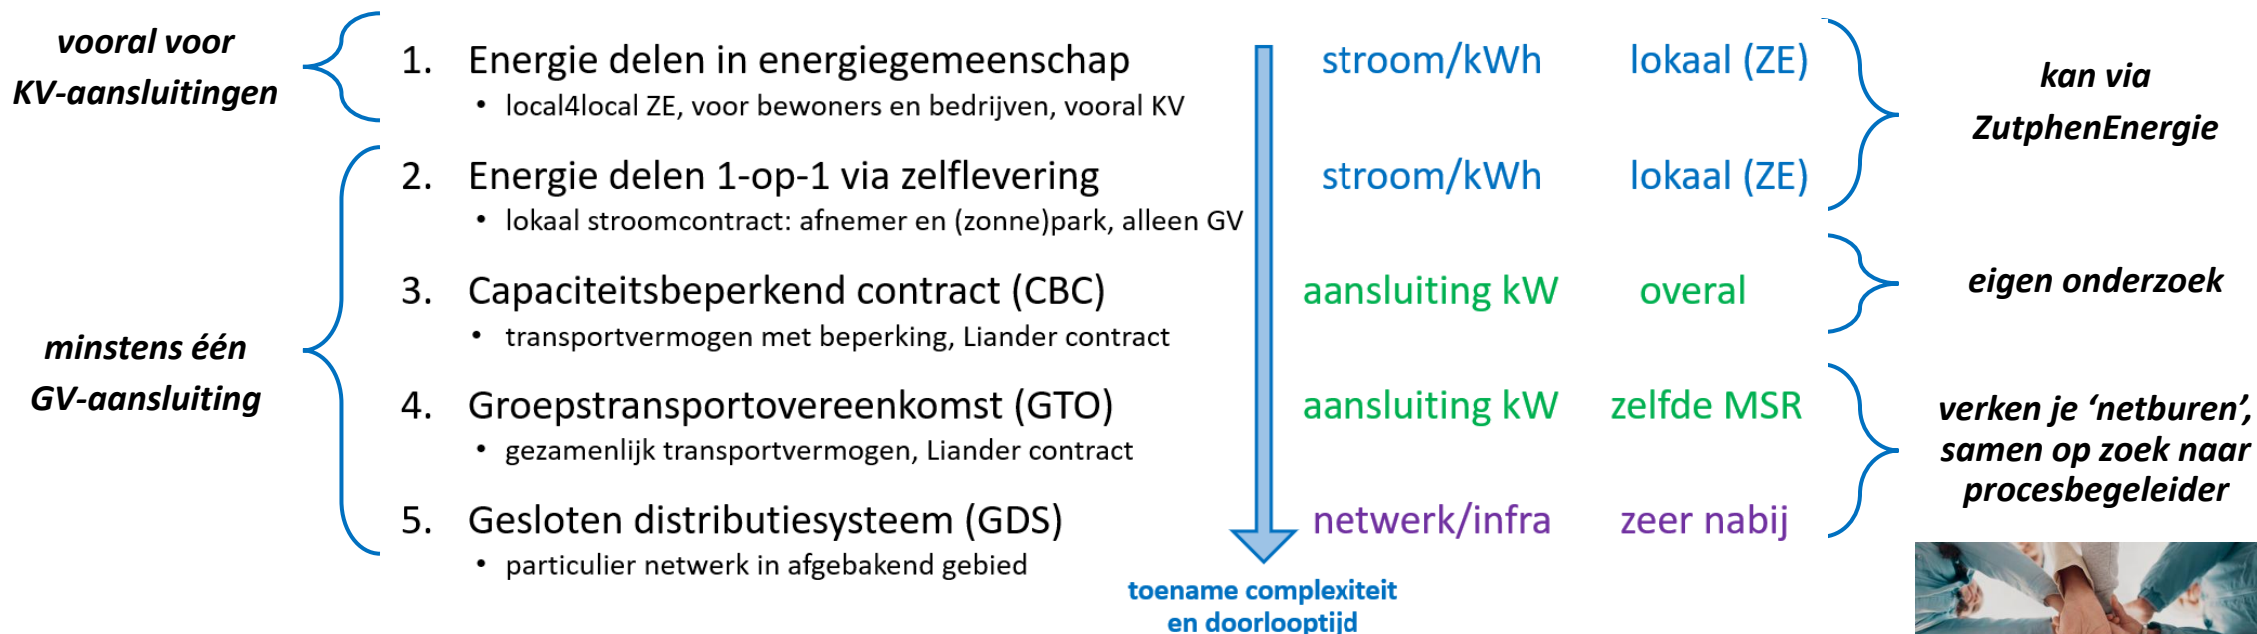 vooral voor
KV-aansluitingen
minstens één
GV-aansluiting
1. Energie delen in energiegemeenschap
• local4local ZE, voor bewoners en bedrijven, vooral KV
2. Energie delen 1-op-1 via zelflevering
• lokaal stroomcontract: afnemer en (zonne)park, alleen GV
3. Capaciteitsbeperkend contract (CBC)
• transportvermogen met beperking, Liander contract
4. Groepstransportovereenkomst (GTO)
• gezamenlijk transportvermogen, Liander contract
5. Gesloten distributiesysteem (GDS)
• particulier netwerk in afgebakend gebied
toename complexiteit
en doorlooptijd
stroom/kWh lokaal (ZE)
stroom/kWh lokaal (ZE)
aansluiting kW overal
aansluiting kW zelfde MSR
netwerk/infra zeer nabij
kan via
ZutphenEnergie
eigen onderzoek
verken je ‘netburen’,
samen op zoek naar
procesbegeleider